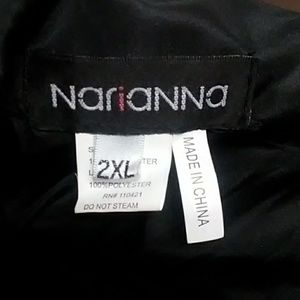 Narianna
2XL
100%POLYESTER
RN# 110421
DO NOT STEAM
MADE IN CHINA